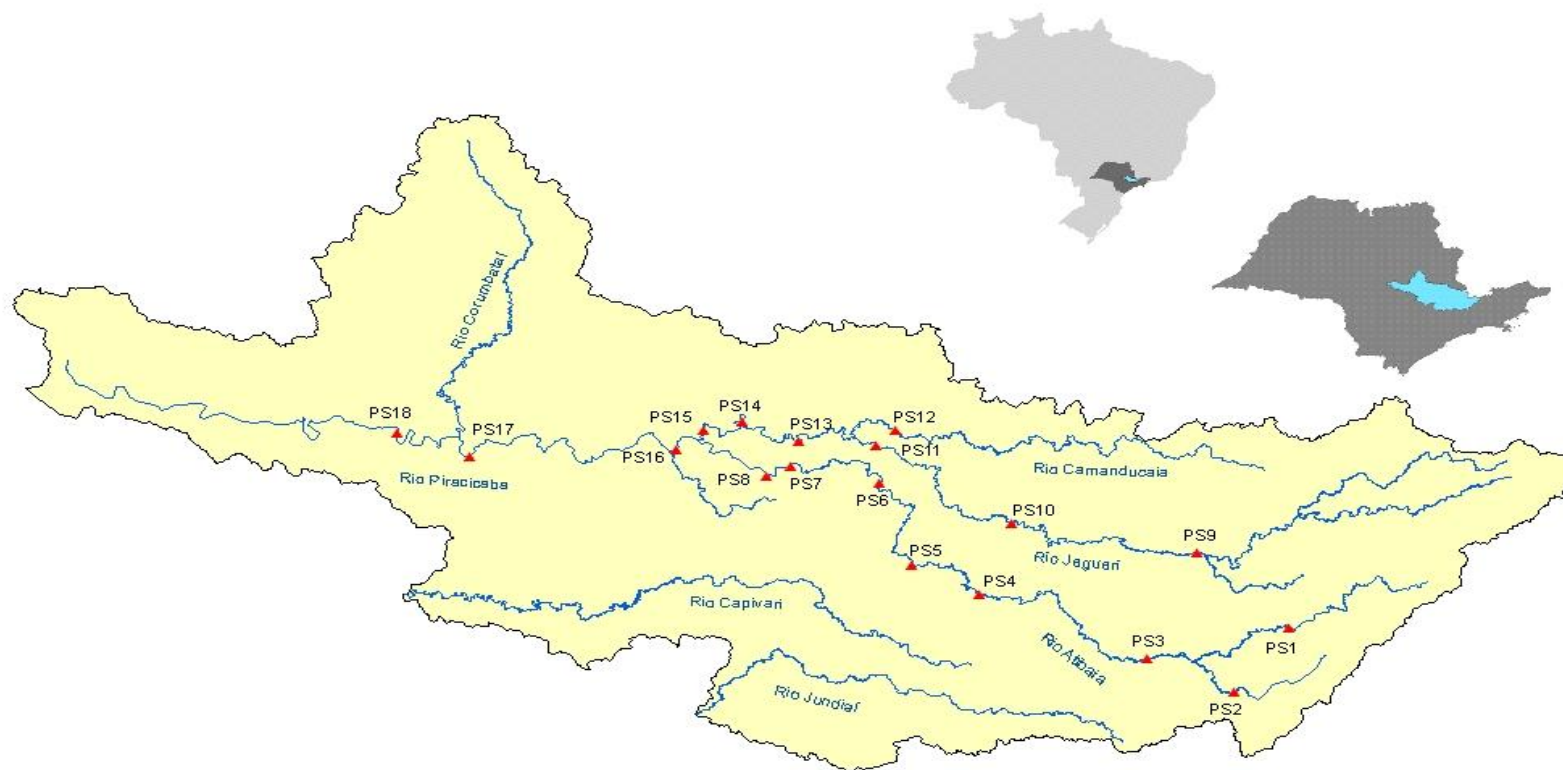 Rio Corumbataí
PS18
PS17
Rio Piracicaba
PS15
PS14
PS13
PS12
PS16
PS11
Rio Camanducaia
PS8
PS7
PS6
PS10
PS9
Rio Jaguari
PS5
PS4
Rio Capivari
PS3
PS1
Rio Atibaia
PS2
Rio Jundiaí